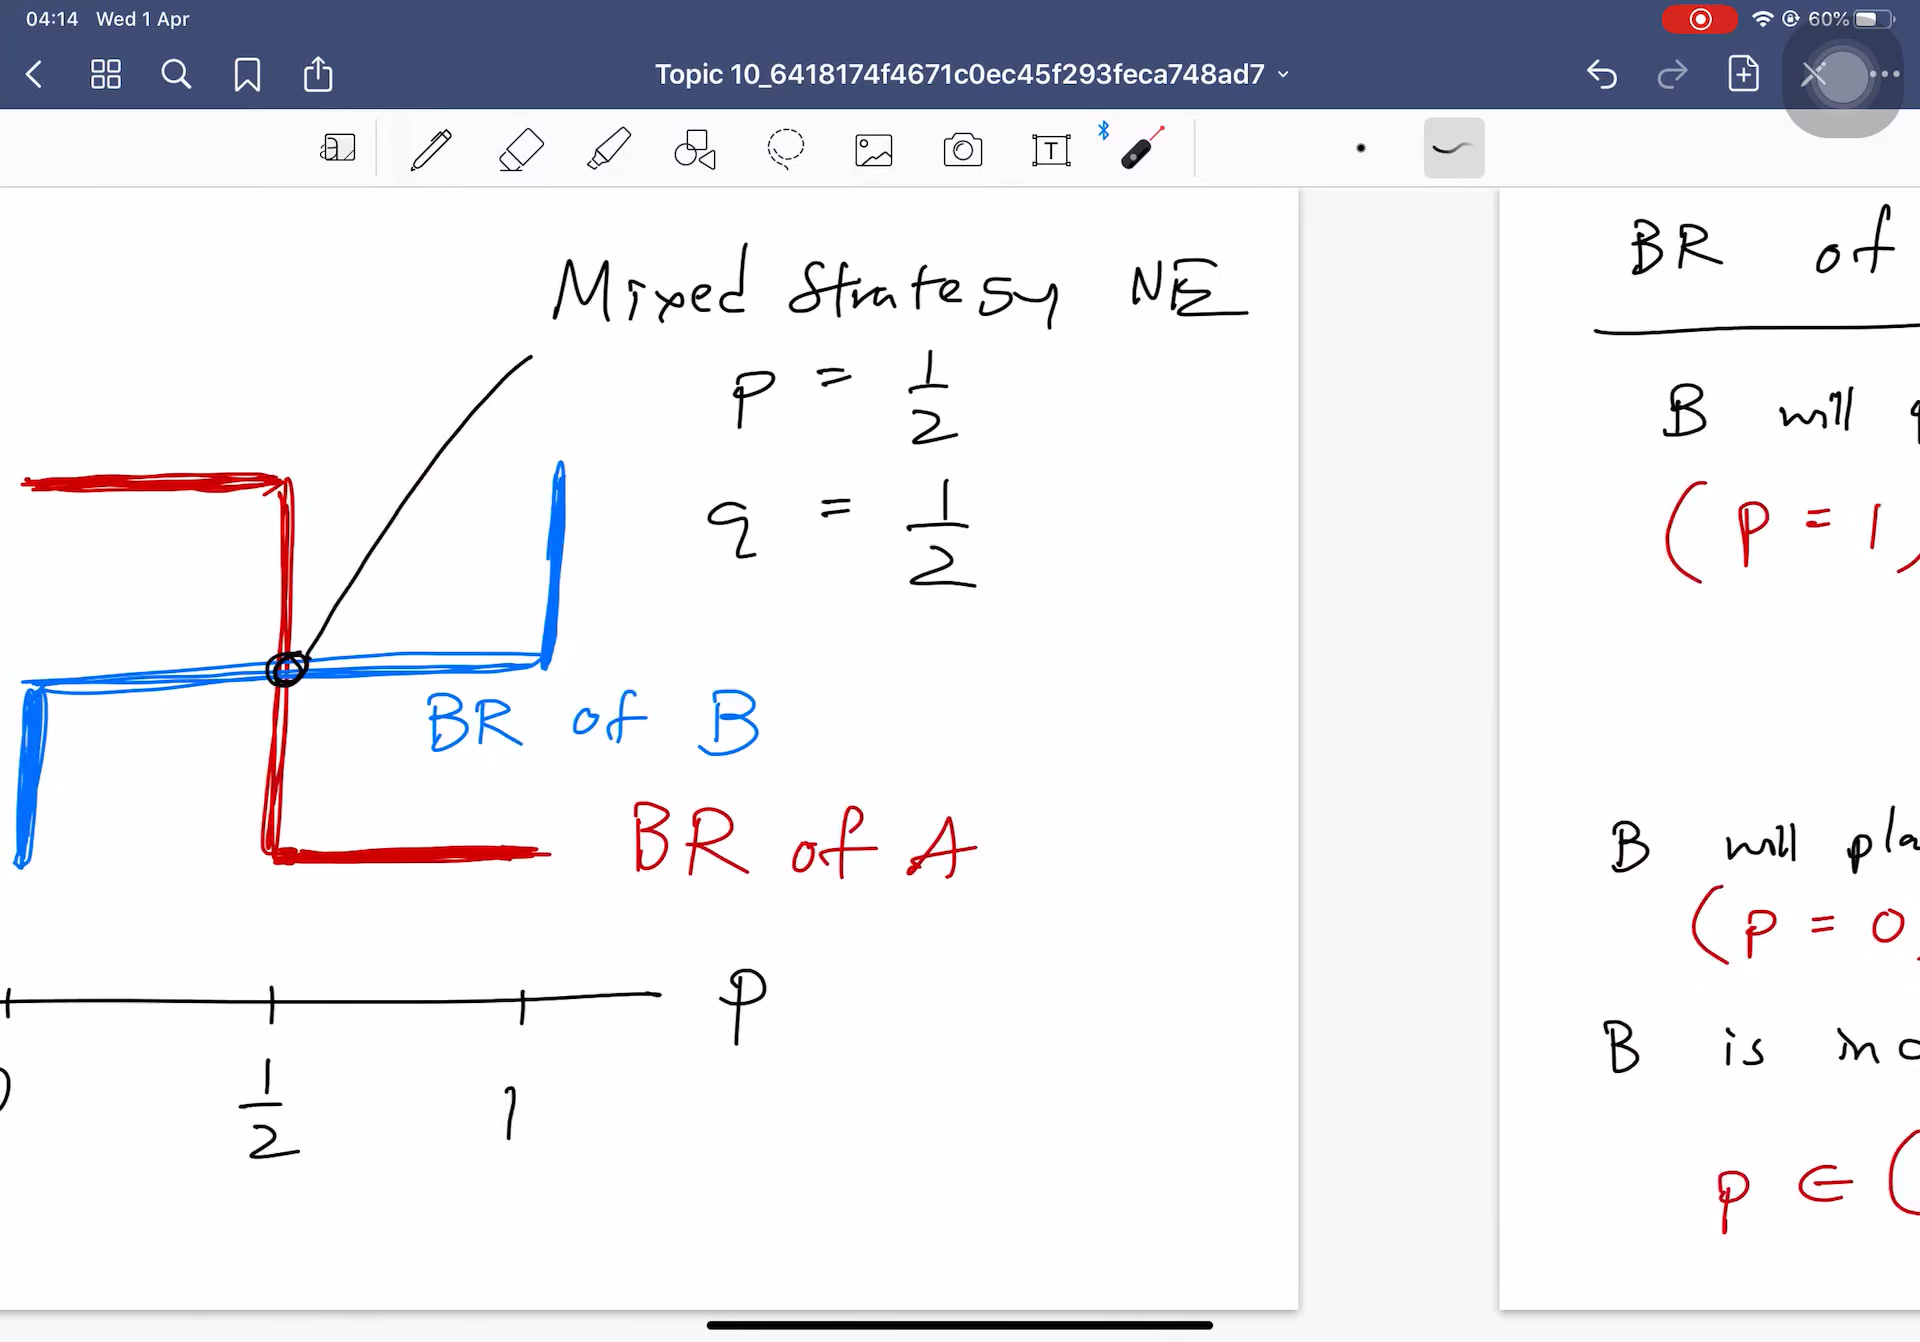 04:14 Wed 1 Apr
60%
Topic 10_6418174f4671c0ec45f293feca748ad7
a
T
Mixed Stratesy NE
p = 1/2
q = 1/2
BR of B
BR of A
p
1/2
1
BR of
B will
( p = 1 )
B will pla
( p = 0
B is
p ∈ (